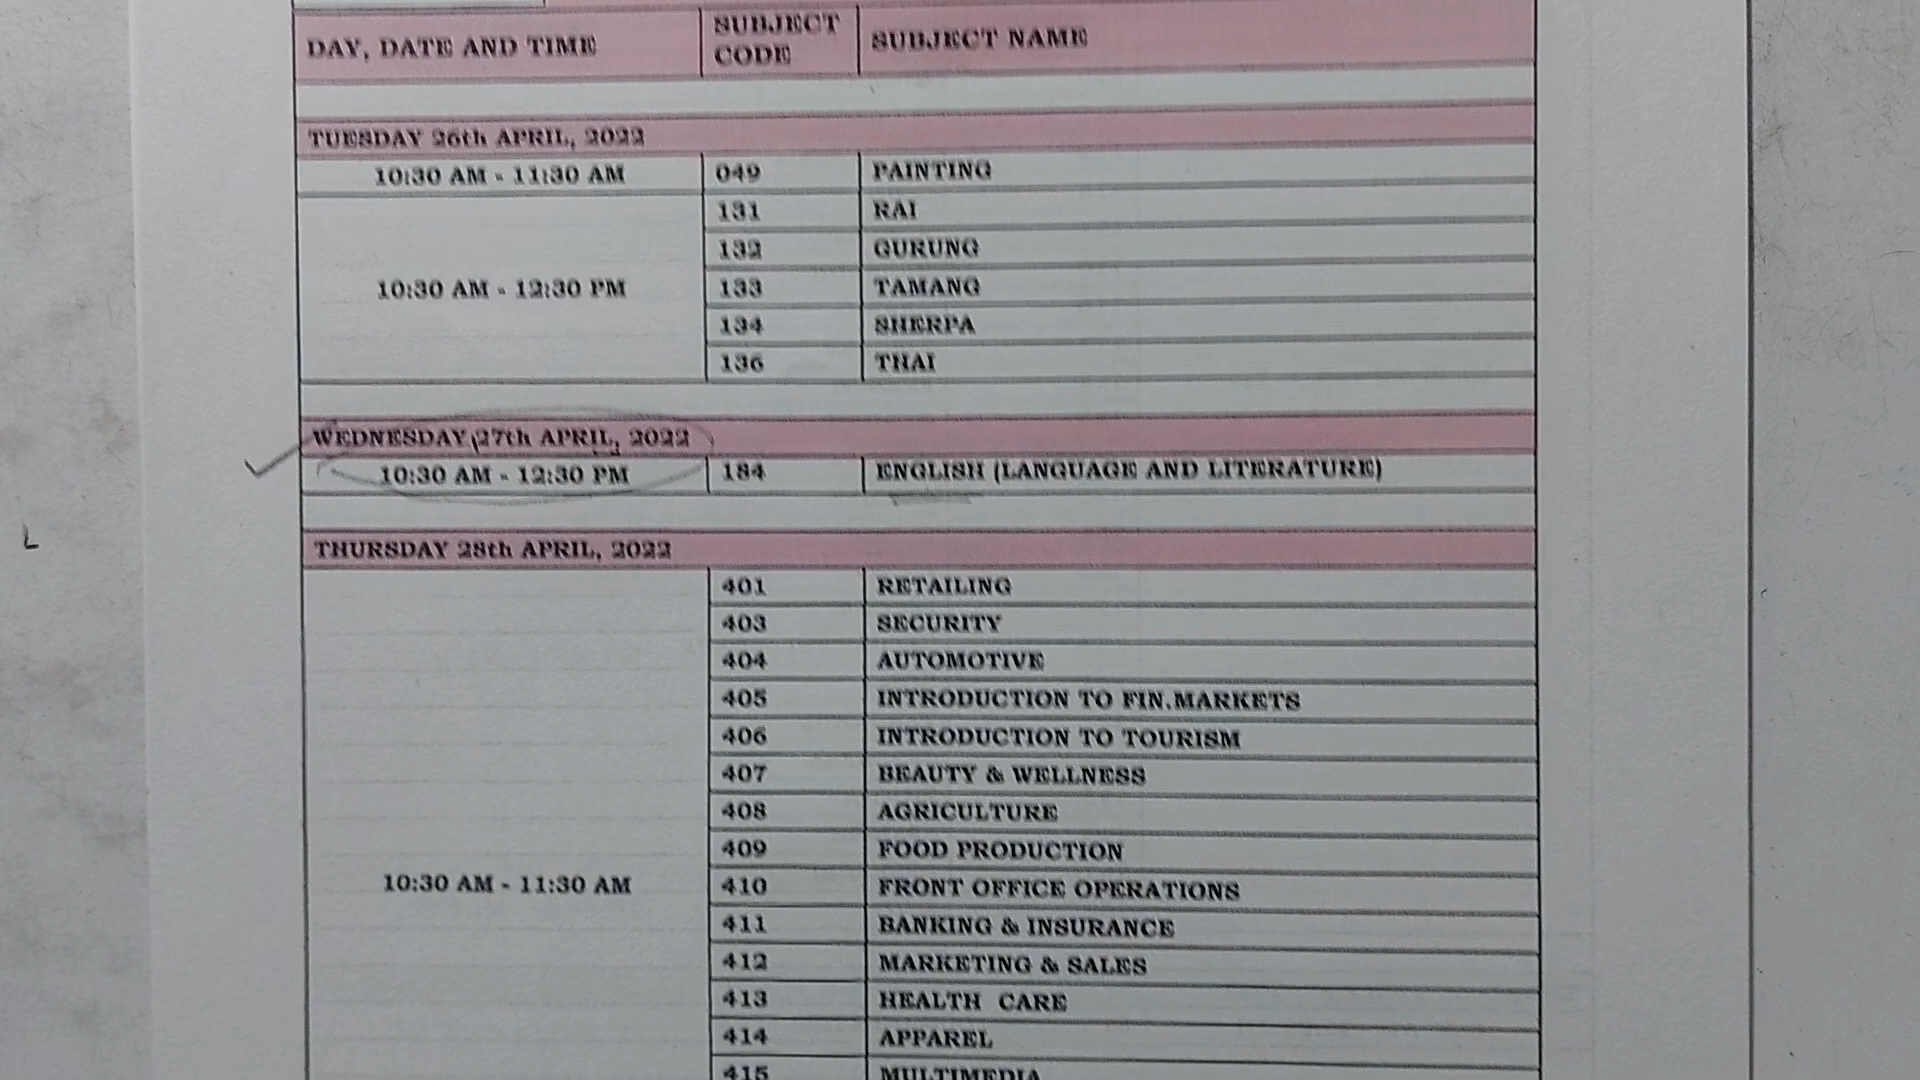 DAY, DATE AND TIME SUBJECT CODE SUBJECT NAME
TUESDAY 26th APRIL, 2022
10:30 AM - 11:30 AM 049 PAINTING
131 RAI
132 GURUNG
10:30 AM - 12:30 PM 133 TAMANG
134 SHERPA
136 THAI
WEDNESDAY, 27th APRIL, 2022
10:30 AM - 12:30 PM 184 ENGLISH (LANGUAGE AND LITERATURE)
THURSDAY 28th APRIL, 2022
401 RETAILING
403 SECURITY
404 AUTOMOTIVE
405 INTRODUCTION TO FIN.MARKETS
406 INTRODUCTION TO TOURISM
407 BEAUTY & WELLNESS
408 AGRICULTURE
409 FOOD PRODUCTION
10:30 AM - 11:30 AM 410 FRONT OFFICE OPERATIONS
411 BANKING & INSURANCE
412 MARKETING & SALES
413 HEALTH CARE
414 APPAREL
415 MULTIMEDIA